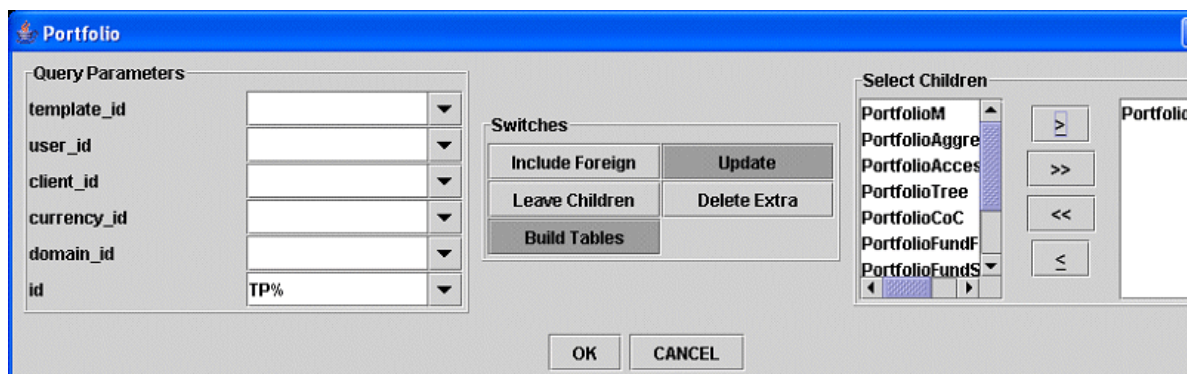 Portfolio
Query Parameters
template_id
user_id
client_id
currency_id
domain_id
id TP%
Switches
Include Foreign Update
Leave Children Delete Extra
Build Tables
Select Children
PortfolioM
PortfolioAggre
PortfolioAcces
PortfolioTree
PortfolioCoC
PortfolioFundF
PortfolioFundS
>
>>
<<
<
Portfolio
OK CANCEL